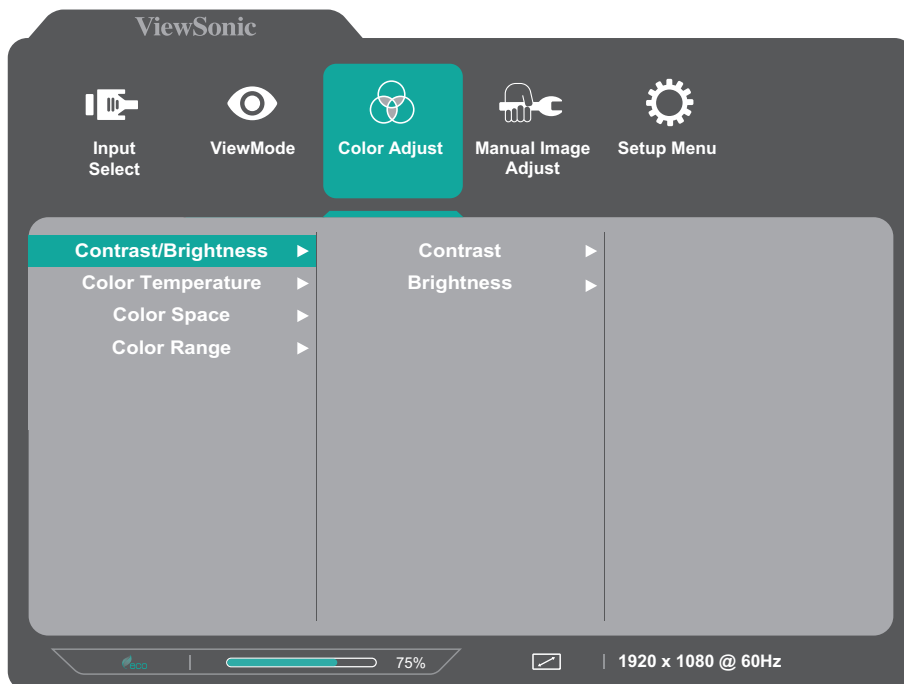 ViewSonic
Input
Select
ViewMode
Color Adjust
Manual Image
Adjust
Setup Menu
Contrast/Brightness
Color Temperature
Color Space
Color Range
Contrast
Brightness
eco
75%
1920 x 1080 @ 60Hz